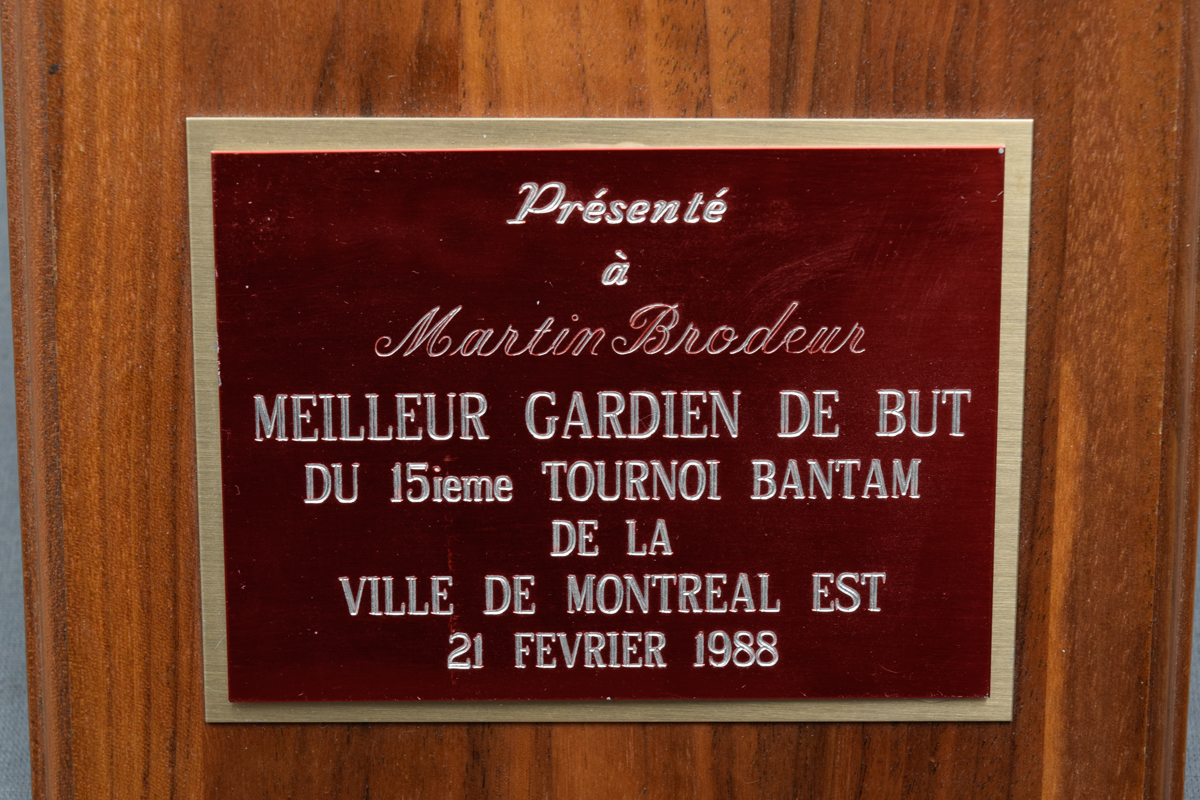 Présenté
à
Martin Brodeur
MEILLEUR GARDIEN DE BUT
DU 15ieme TOURNOI BANTAM
DE LA
VILLE DE MONTREAL EST
21 FEVRIER 1988